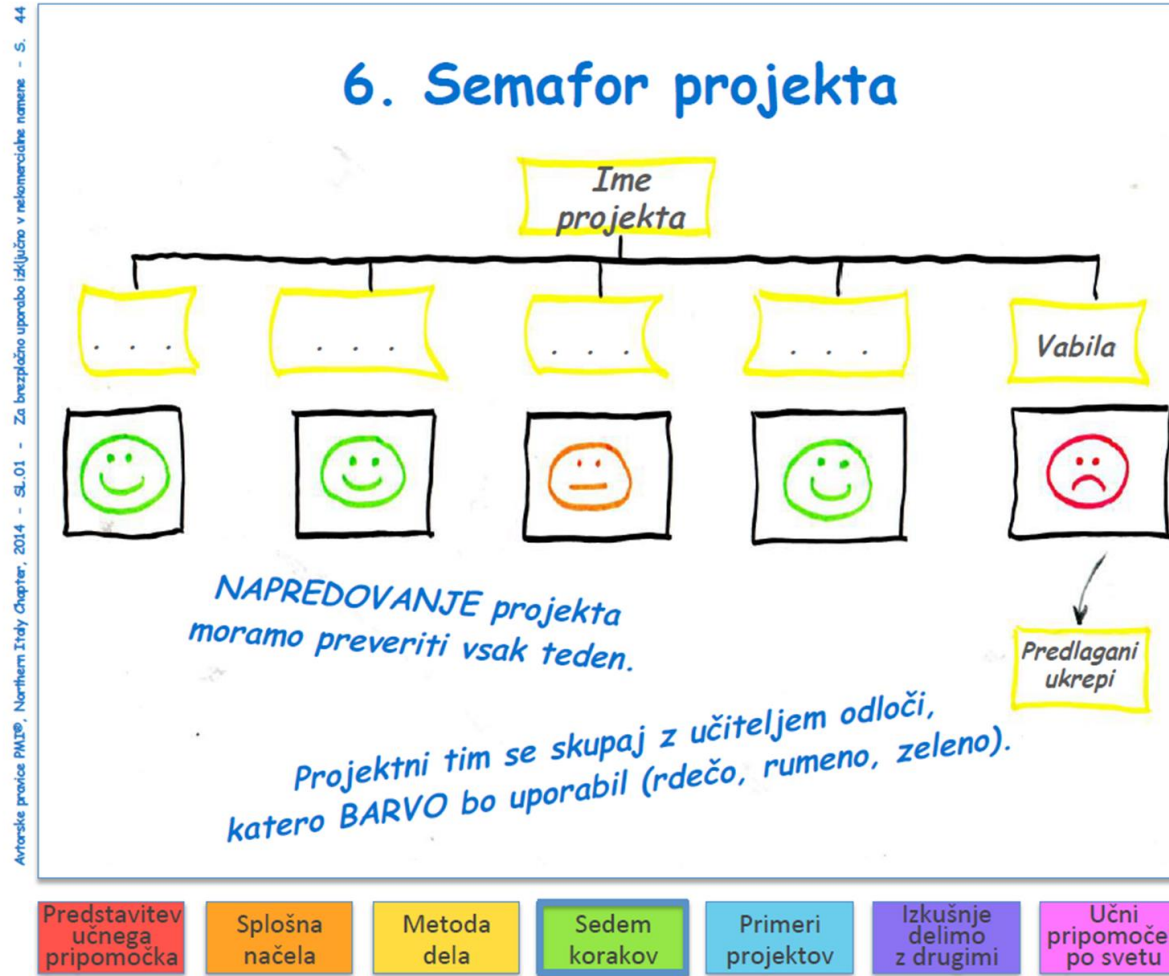 Avtorske pravice PMI®, Northern Italy Chapter, 2014 - SL.01 - Za brezplačno uporabo izključno v nekomercialne namene - S. 44
6. Semafor projekta
Ime
projekta
. . .
. . .
. . .
. . .
Vabila
NAPREDOVANJE projekta
moramo preveriti vsak teden.
Predlagani
ukrepi
Projektni tim se skupaj z učiteljem odloči,
katero BARVO bo uporabil (rdečo, rumeno, zeleno).
Predstavitev
učnega
pripomočka
Splošna
načela
Metoda
dela
Sedem
korakov
Primeri
projektov
Izkušnje
delimo
z drugimi
Učni
pripomoče
po svetu